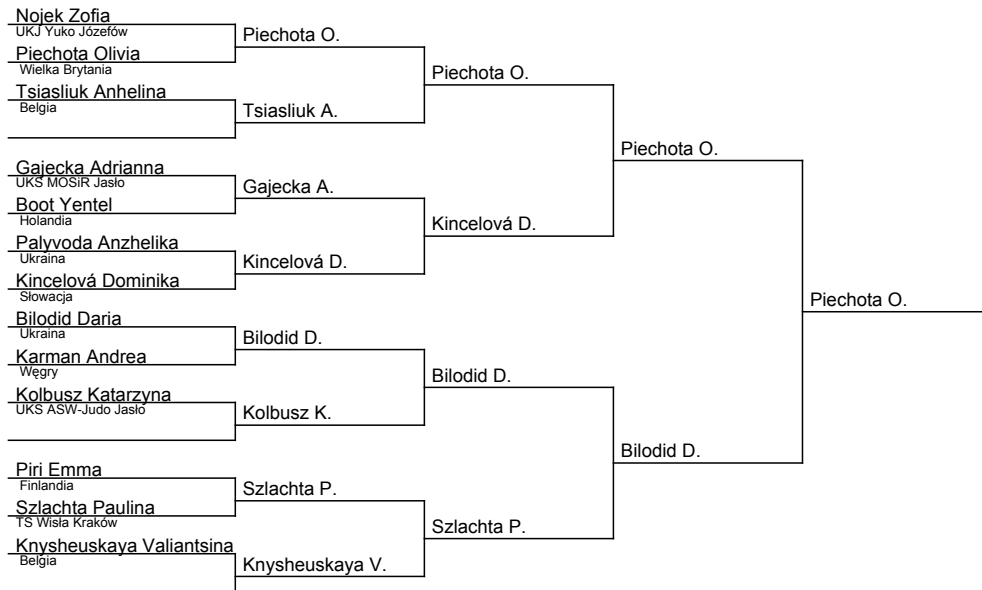 Nojek Zofia
UKJ Yuko Józefów
Piechota Olivia
Wielka Brytania
Tsiasliuk Anhelina
Belgia
Gajecka Adrianna
UKS MOSiR Jasło
Boot Yentel
Holandia
Palyvoda Anzhelika
Ukraina
Kincelová Dominika
Słowacja
Bilodid Daria
Ukraina
Karman Andrea
Węgry
Kolbusz Katarzyna
UKS ASW-Judo Jasło
Piri Emma
Finlandia
Szlachta Paulina
TS Wisła Kraków
Knysheuskaya Valiantsina
Belgia
Piechota O.
Tsiasliuk A.
Gajecka A.
Kincelová D.
Bilodid D.
Kolbusz K.
Szlachta P.
Knysheuskaya V.
Piechota O.
Kincelová D.
Bilodid D.
Szlachta P.
Piechota O.
Bilodid D.
Piechota O.